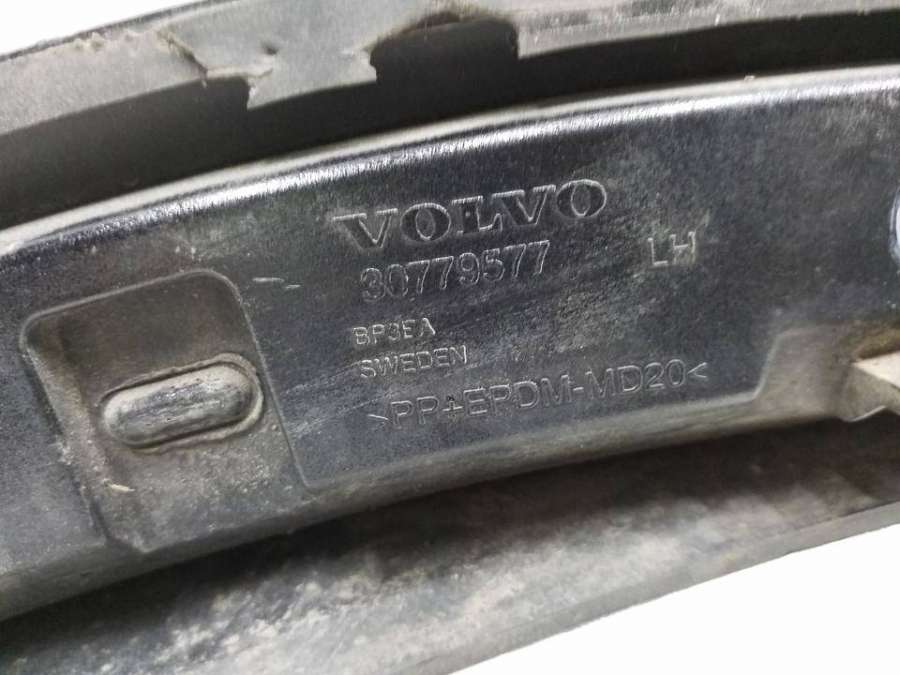 VOLVO
30779577 LH
BP3EA
SWEDEN
>PP+EPDM-MD20<